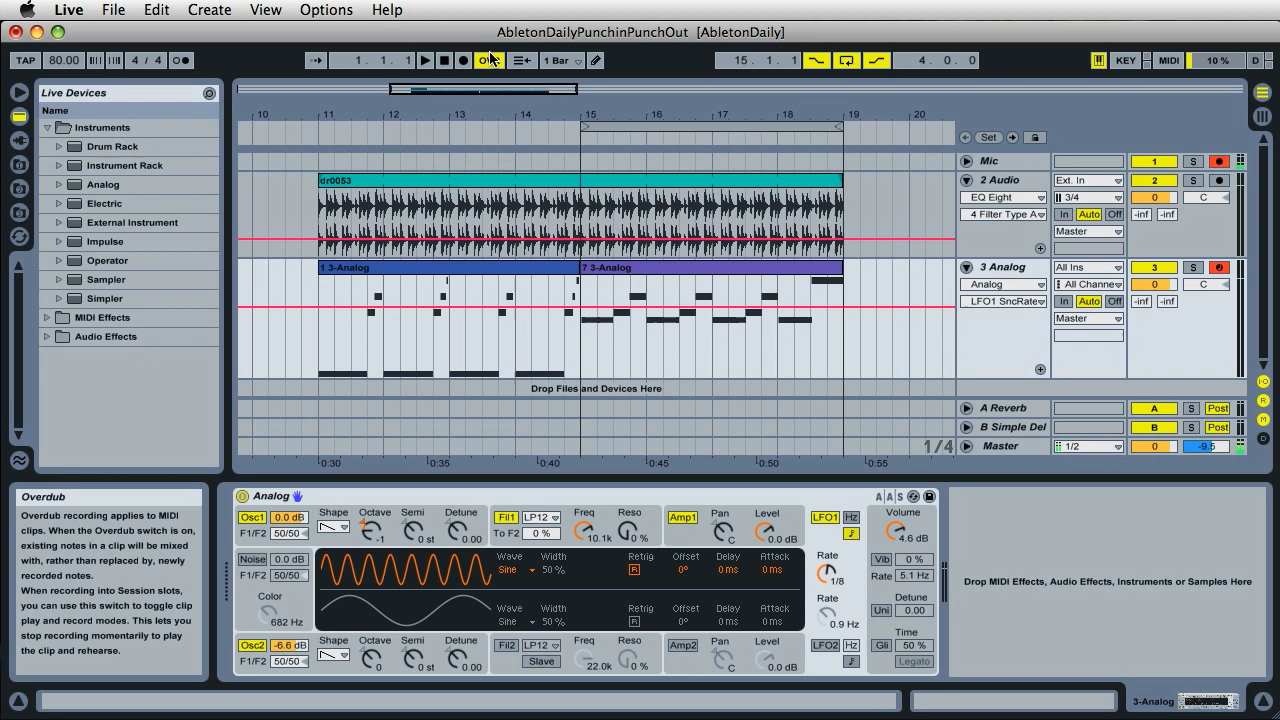 Live File Edit Create View Options Help
AbletonDailyPunchinPunchOut [AbletonDaily]
TAP 80.00 4 / 4 1. 1. 1 1 Bar 15. 1. 1 4. 0. 0 KEY MIDI 10 % D
Live Devices
Name
Instruments
Drum Rack
Instrument Rack
Analog
Electric
External Instrument
Impulse
Operator
Sampler
Simpler
MIDI Effects
Audio Effects
10 11 12 13 14 15 16 17 18 19 20
Set
Mic 1 S
dr0053
2 Audio Ext. In 2 S
EQ Eight 3/4 0 C
4 Filter Type A In Auto Off -inf -inf
Master
1 3-Analog 7 3-Analog
3 Analog All Ins 3 S
Analog All Channe 0 C
LFO1 SncRate In Auto Off -inf -inf
Master
Drop Files and Devices Here
A Reverb A S Post
B Simple Del B S Post
1/4 Master 1/2 0 -9.5
0:30 0:35 0:40 0:45 0:50 0:55
Overdub
Overdub recording applies to MIDI
clips. When the Overdub switch is on,
existing notes in a clip will be mixed
with, rather than replaced by, newly
recorded notes.
When recording into Session slots,
you can use this switch to toggle clip
play and record modes. This lets you
stop recording momentarily to play
the clip and rehearse.
Analog
Osc1 0.0 dB Shape Octave Semi Detune Fil1 LP12 Freq Reso Amp1 Pan Level LFO1 Hz Volume
F1/F2 50/50 -1 0 st 0.00 To F2 0 % 10.1k 0 % C 0.0 dB 4.6 dB
Noise 0.0 dB Wave Width Retrig Offset Delay Attack Rate Vib 0 %
F1/F2 50/50 Sine 50 % R 0° 0 ms 0 ms 1/8 Rate 5.1 Hz
Color Detune
682 Hz Wave Width Retrig Offset Delay Attack Rate Uni 0.00
Sine 50 % R 0° 0 ms 0 ms 0.9 Hz Time
Osc2 -6.6 dB Shape Octave Semi Detune Fil2 LP12 Freq Reso Amp2 Pan Level LFO2 Hz Gli 50 %
F1/F2 50/50 0 0 st 0.00 Slave 22.0k 0 % C 0.0 dB Legato
Drop MIDI Effects, Audio Effects, Instruments or Samples Here
3-Analog